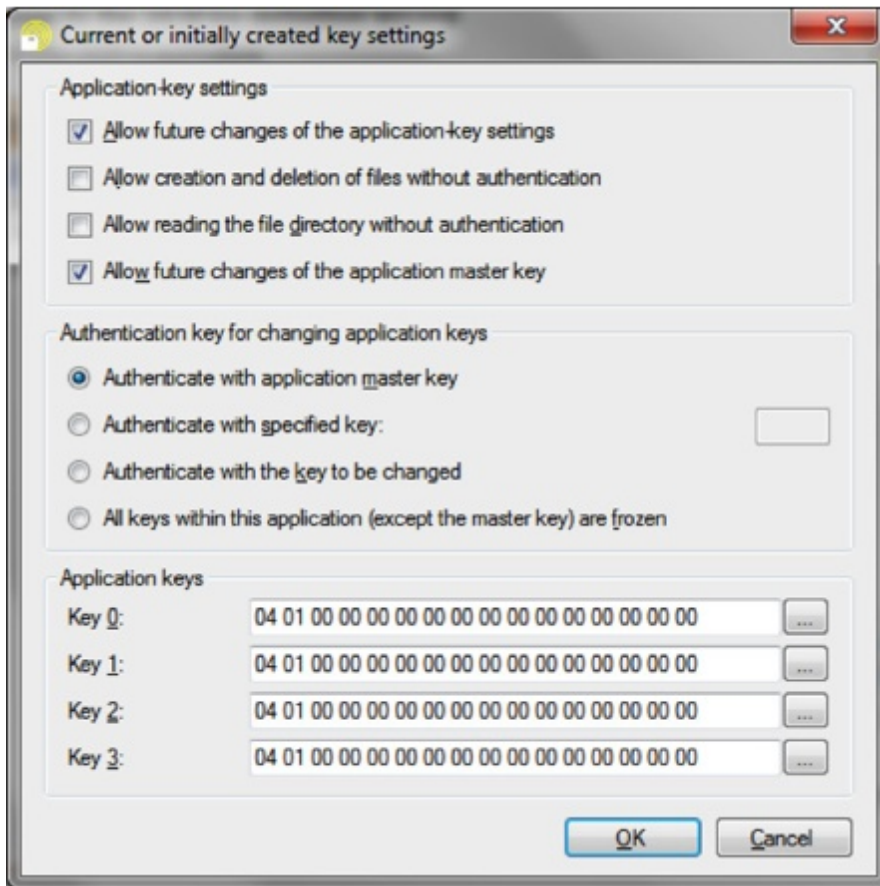 Current or initially created key settings
Application-key settings
Allow future changes of the application-key settings
Allow creation and deletion of files without authentication
Allow reading the file directory without authentication
Allow future changes of the application master key
Authentication key for changing application keys
Authenticate with application master key
Authenticate with specified key:
Authenticate with the key to be changed
All keys within this application (except the master key) are frozen
Application keys
Key 0: 04 01 00 00 00 00 00 00 00 00 00 00 00 00 00 00 ...
Key 1: 04 01 00 00 00 00 00 00 00 00 00 00 00 00 00 00 ...
Key 2: 04 01 00 00 00 00 00 00 00 00 00 00 00 00 00 00 ...
Key 3: 04 01 00 00 00 00 00 00 00 00 00 00 00 00 00 00 ...
OK Cancel